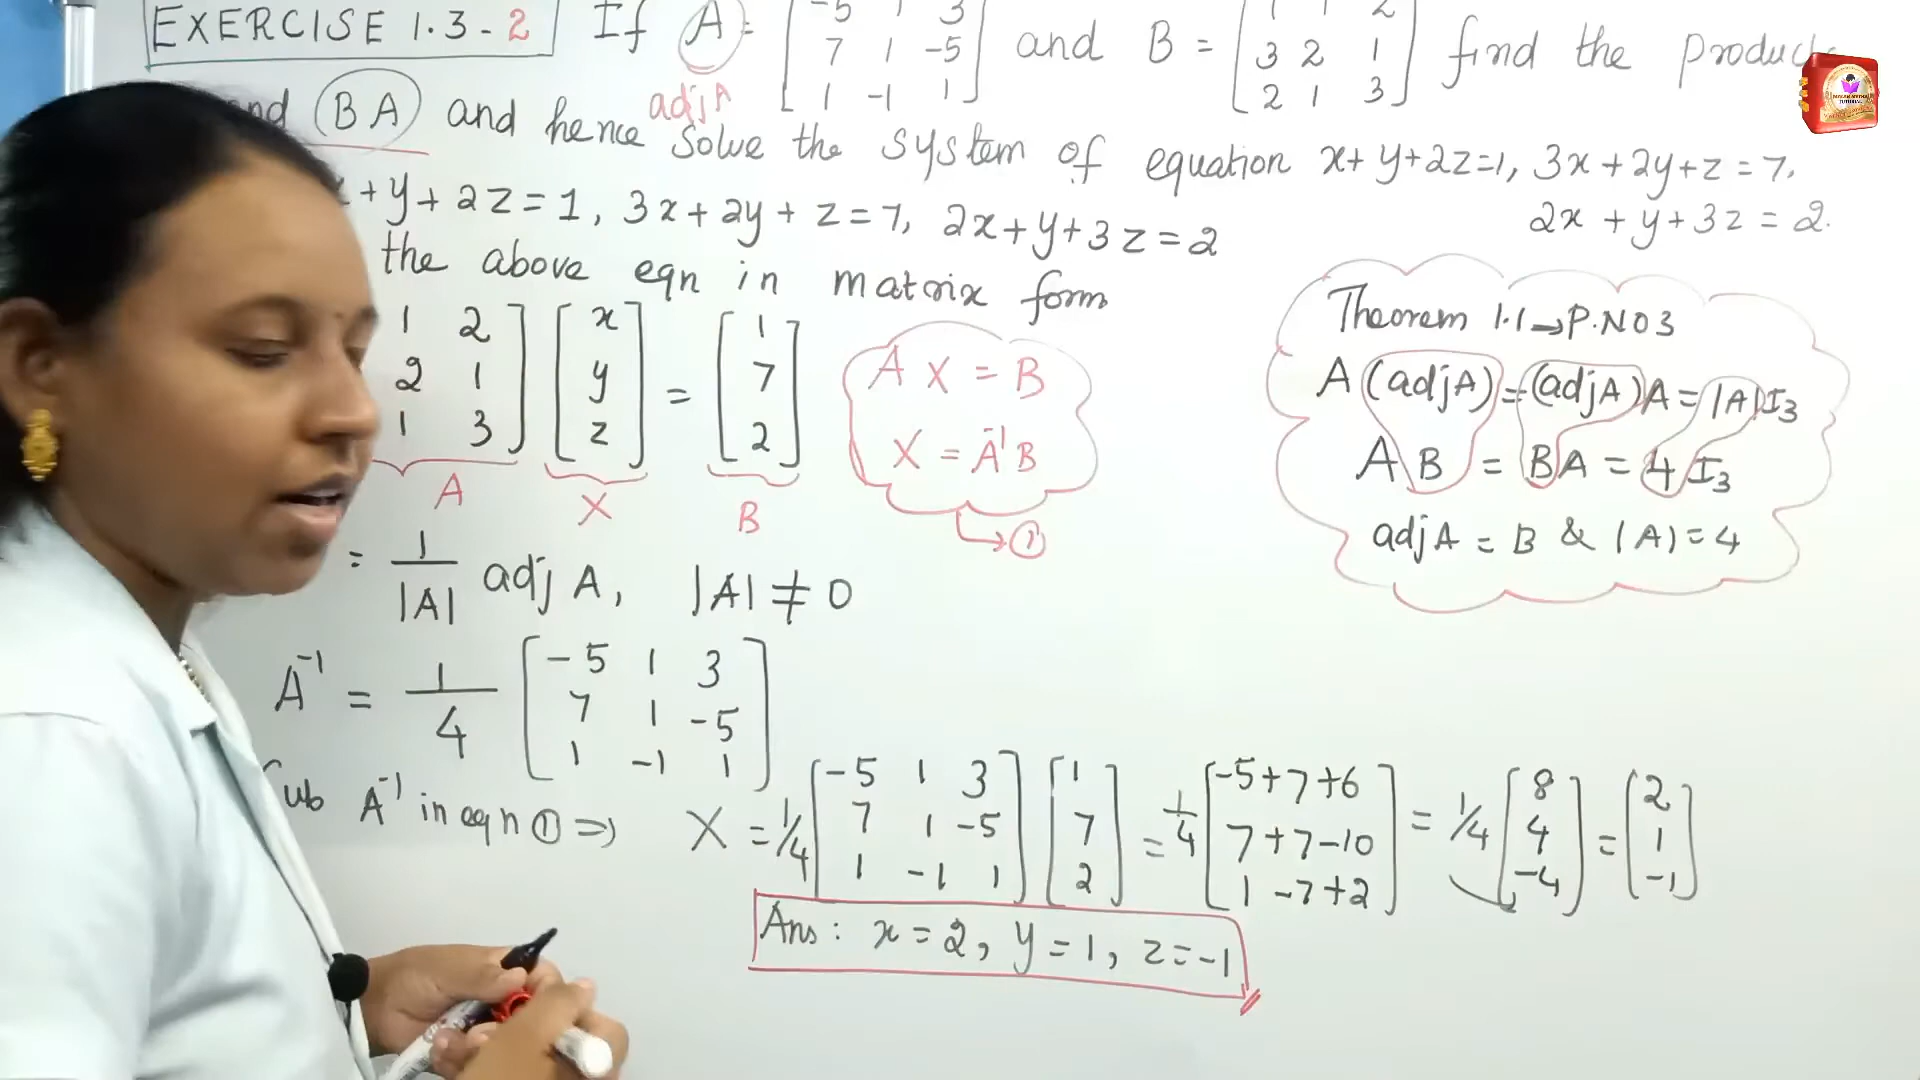 EXERCISE 1.3-2 If A = [-5 1 3 and B = [1 1 2
7 1 -5 3 2 1 find the produc
1 -1 1] 2 1 3]
nd BA and hence solve the system of equation x+y+2z=1, 3x+2y+z=7,
adj A
2x+y+3z=2.
x+y+2z=1, 3x+2y+z=7, 2x+y+3z=2
the above eqn in matrix form
1 2] [x [1
2 1 y = 7
1 3] z] 2]
A X B
AX = B
X = A⁻¹B
→①
Theorem 1.1→P.NO3
A(adjA)=(adjA)A=|A|I₃
AB = BA = 4I₃
adjA = B & |A|=4
= 1/|A| adj A, |A| ≠ 0
A⁻¹ = 1/4 [-5 1 3
7 1 -5
1 -1 1]
Sub A⁻¹ in eqn ① ⇒ X = 1/4 [-5 1 3 [1 = 1/4 [-5+7+6 = 1/4 [8 = [2
7 1 -5 7 7+7-10 4 1
1 -1 1] 2] 1-7+2] -4] -1]
Ans: x=2, y=1, z=-1